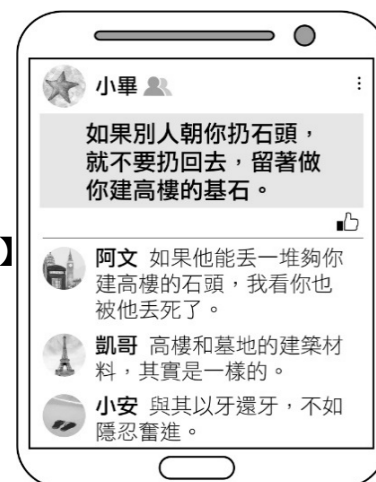 小畢
如果別人朝你扔石頭，
就不要扔回去，留著做
你建高樓的基石。
阿文 如果他能丟一堆夠你
建高樓的石頭，我看你也
被他丟死了。
】
凱哥 高樓和墓地的建築材
料，其實是一樣的。
小安 與其以牙還牙，不如
隱忍奮進。